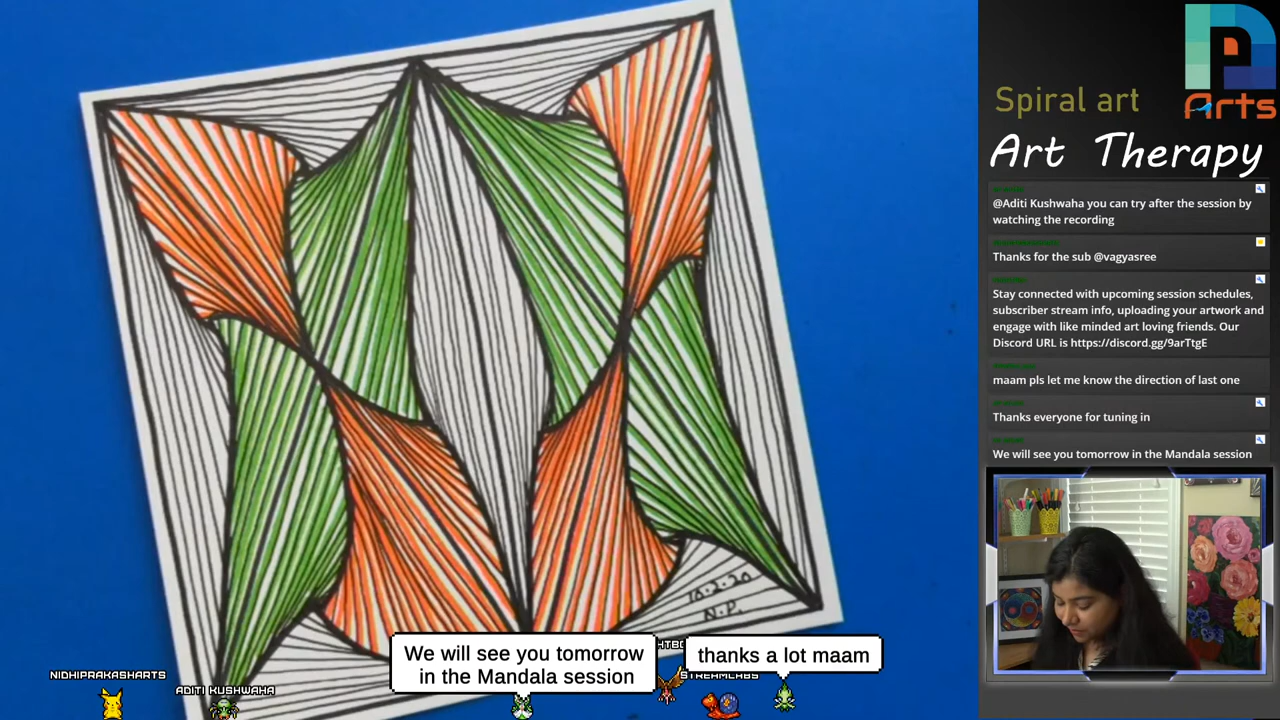 Spiral art
Arts
Art Therapy
@Aditi Kushwaha you can try after the session by
watching the recording
Thanks for the sub @vagyasree
Stay connected with upcoming session schedules,
subscriber stream info, uploading your artwork and
engage with like minded art loving friends. Our
Discord URL is https://discord.gg/9arTtgE
maam pls let me know the direction of last one
Thanks everyone for tuning in
We will see you tomorrow in the Mandala session
10.2.20
N.P.
We will see you tomorrow
in the Mandala session
thanks a lot maam
NIDHIPRAKASHARTS
ADITI KUSHWAHA
STREAMLABS